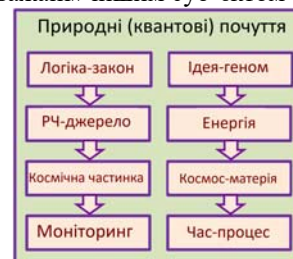 Природні (квантові) почуття
Логіка-закон
Ідея-геном
РЧ-джерело
Енергія
Космічна частинка
Космос-матерія
Моніторинг
Час-процес